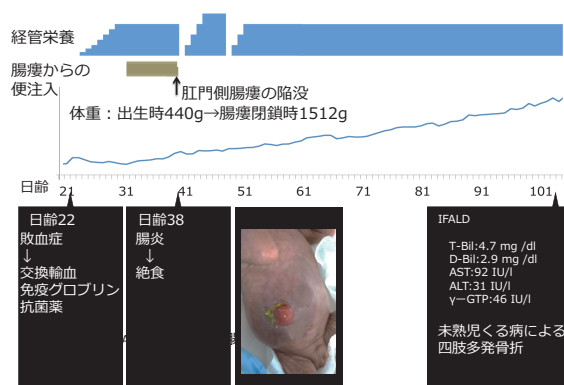 経管栄養
腸瘻からの
便注入
肛門側腸瘻の陥没
体重：出生時440g→腸瘻閉鎖時1512g
日齢
21 31 41 51 61 71 81 91 101
日齢22
敗血症
↓
交換輸血
免疫グロブリン
抗菌薬
日齢38
腸炎
↓
絶食
IFALD
T-Bil:4.7 mg /dl
D-Bil:2.9 mg /dl
AST:92 IU/l
ALT:31 IU/l
γーGTP:46 IU/l
未熟児くる病による
四肢多発骨折